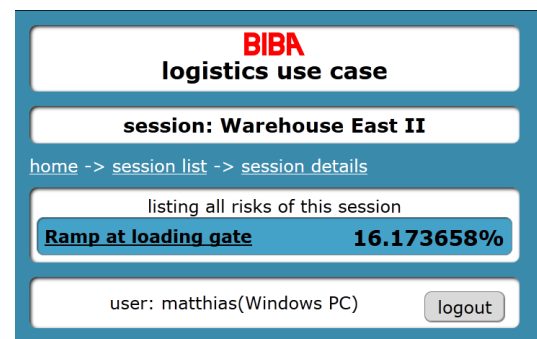 BIBA
logistics use case
session: Warehouse East II
home -> session list -> session details
listing all risks of this session
Ramp at loading gate 16.173658%
user: matthias(Windows PC) logout